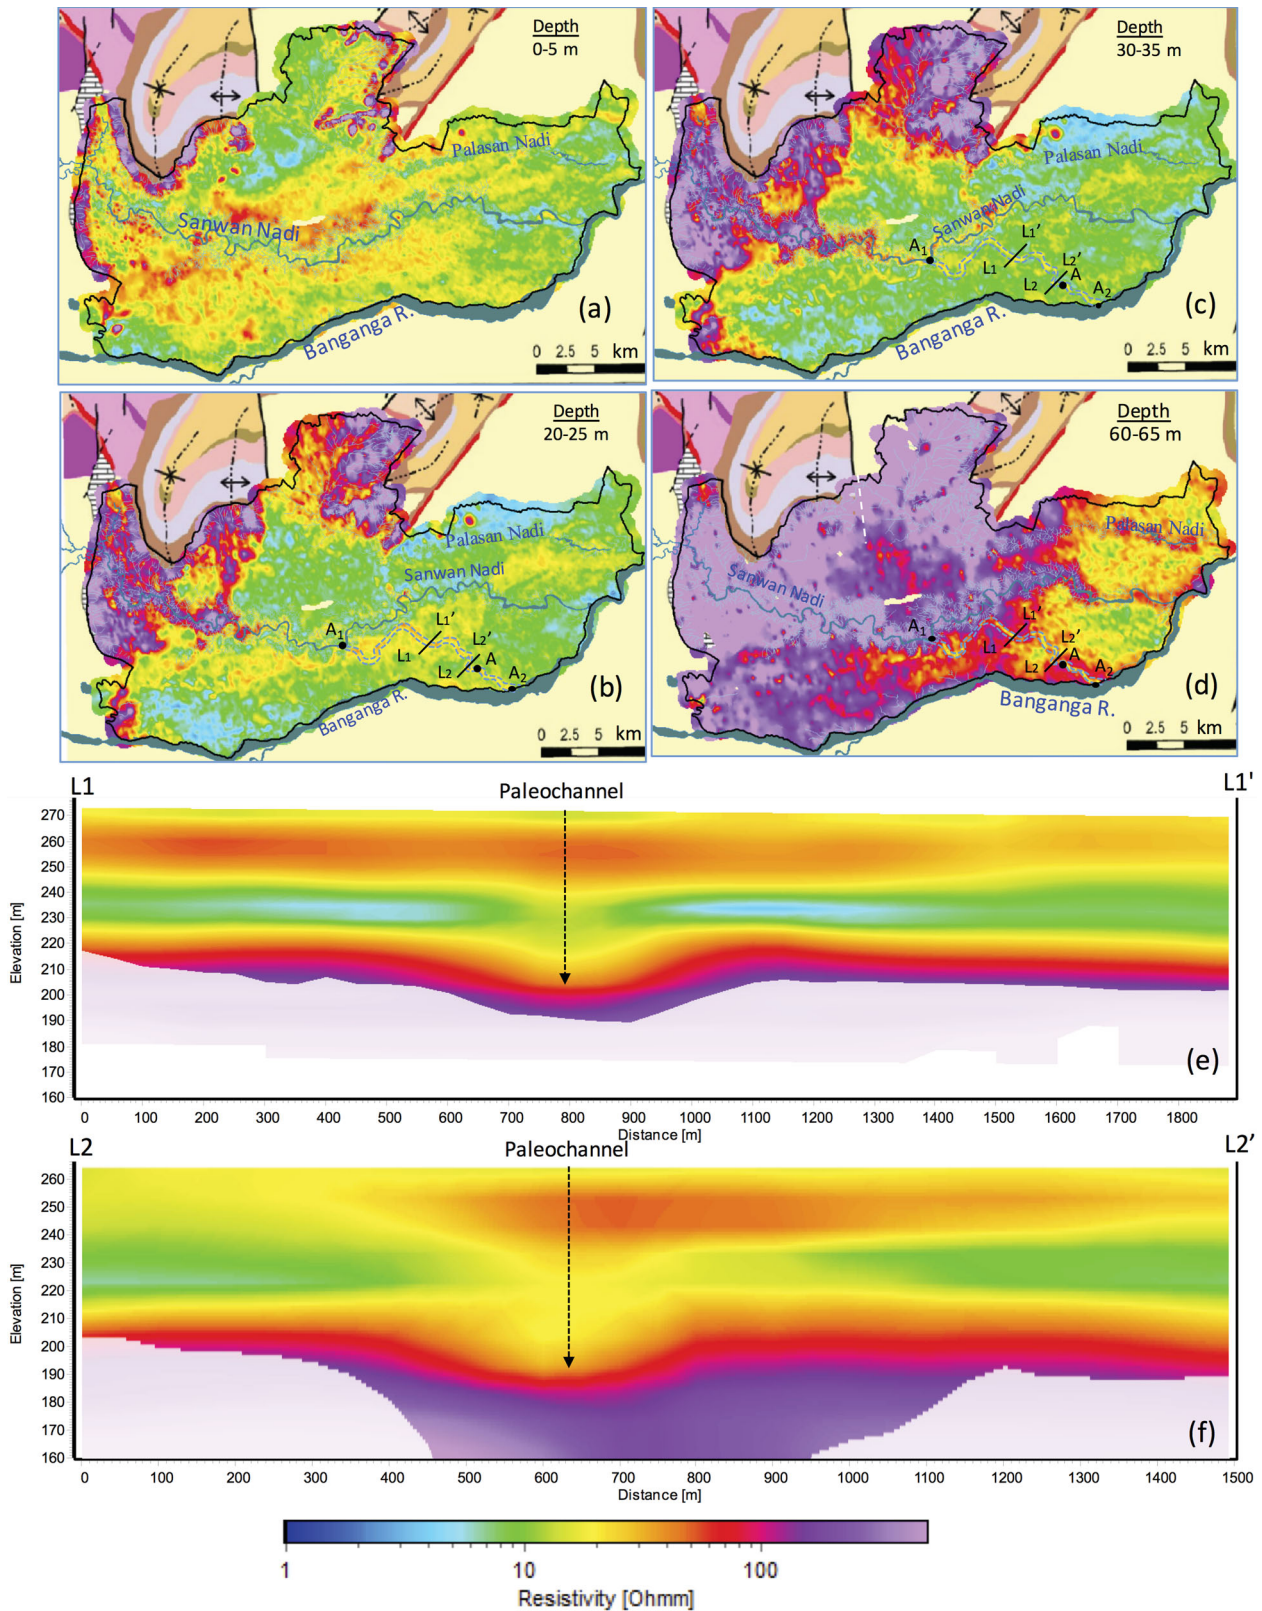 Depth
0-5 m
Palasan Nadi
Sanwan Nadi
(a)
Banganga R.
0 2.5 5 km
Depth
30-35 m
Palasan Nadi
Sanwan Nadi
A1
L1'
L1
L2'
A
L2
A2
(c)
Banganga R.
0 2.5 5 km
Depth
20-25 m
Palasan Nadi
Sanwan Nadi
A1
L1'
L1
L2'
L2
A
A2
(b)
Banganga R.
0 2.5 5 km
Depth
60-65 m
Palasan Nadi
Sanwan Nadi
A1
L1'
L1
L2'
A
L2
A2
(d)
Banganga R.
0 2.5 5 km
L1
Paleochannel
L1'
270
260
250
240
230
220
210
200
190
180
170
160
Elevation [m]
(e)
0 100 200 300 400 500 600 700 800 900 1000 1100 1200 1300 1400 1500 1600 1700 1800
Distance [m]
L2
Paleochannel
L2'
260
250
240
230
220
210
200
190
180
170
160
Elevation [m]
(f)
0 100 200 300 400 500 600 700 800 900 1000 1100 1200 1300 1400 1500
Distance [m]
1 10 100
Resistivity [Ohmm]